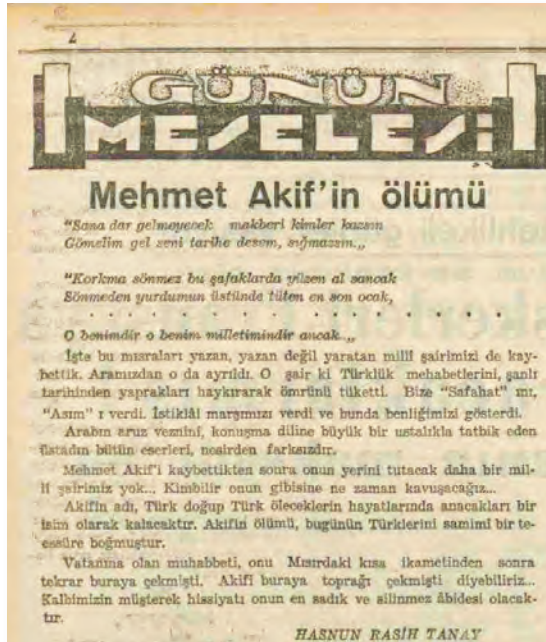 4
GÜNÜN
MESELESİ
Mehmet Akif'in ölümü
"Sana dar gelmeyecek makberi kimler kazsın
Gömelim gel seni tarihe desem, sığmazsın.,,
"Korkma sönmez bu şafaklarda yüzen al sancak
Sönmeden yurdumun üstünde tüten en son ocak,
. . . . . . . . . . . . . . .
O benimdir o benim milletimindir ancak.,,
İşte bu mısraları yazan, yazan değil yaratan millî şairimizi de kay-
bettik. Aramızdan o da ayrıldı. O şair ki Türklük mehabetlerini, şanlı
tarihinden yaprakları haykırarak ömrünü tüketti. Bize "Safahat" mı,
"Asım" ı verdi. İstiklâl marşımızı verdi ve bunda benliğimizi gösterdi.
Arabın aruz veznini, konuşma diline büyük bir ustalıkla tatbik eden
üstadın bütün eserleri, nesirden farksızdır.
Mehmet Akif'i kaybettikten sonra onun yerini tutacak daha bir mil-
lî şairimiz yok... Kimbilir onun gibisine ne zaman kavuşacağız...
Akifin adı, Türk doğup Türk öleceklerin hayatlarında anacakları bir
isim olarak kalacaktır. Akifin ölümü, bugünün Türklerini samimî bir te-
essüre boğmuştur.
Vatanına olan muhabbeti, onu Mısırdaki kısa ikametinden sonra
tekrar buraya çekmişti. Akifi buraya toprağı çekmişti diyebiliriz...
Kalbimizin müşterek hissiyatı onun en sadık ve silinmez âbidesi olacak-
tır.
HASNUN RASİH TANAY